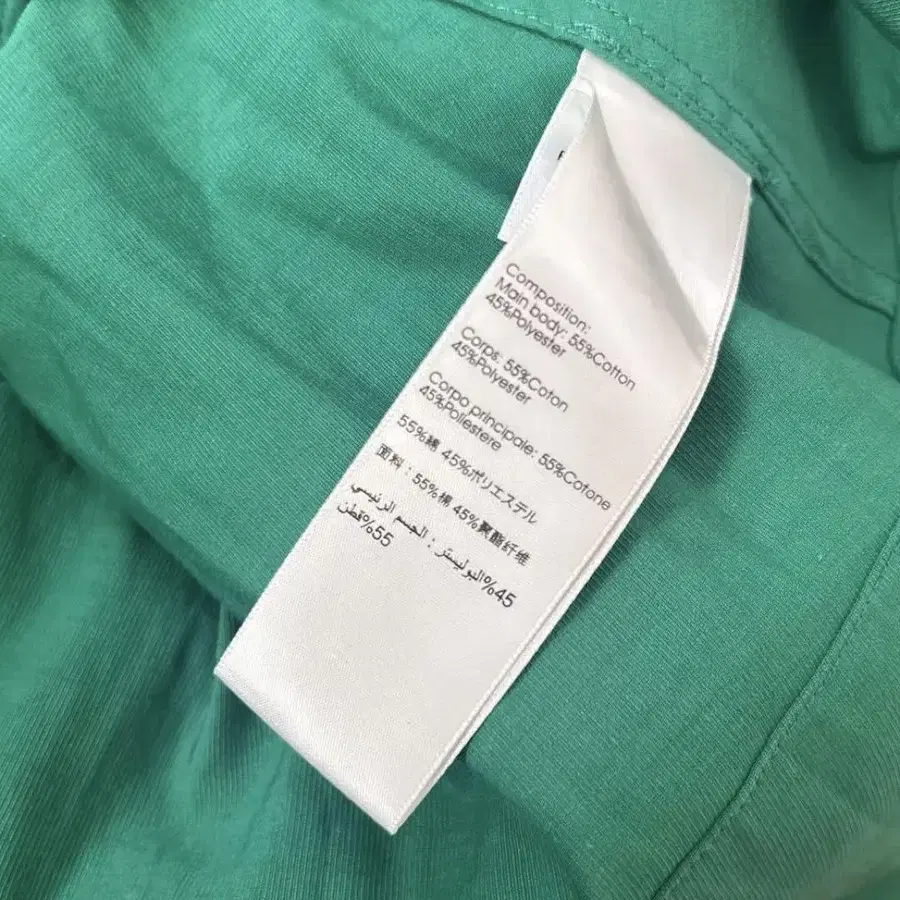 Composition:
Main body: 55%Cotton
45%Polyester
Corps: 55%Coton
45%Polyester
Corpo principale: 55%Cotone
45%Poliestere
55%綿 45%ポリエステル
面料：55%棉 45%聚酯纤维
45%البوليستر : الجسم الرئيسي
55%قطن